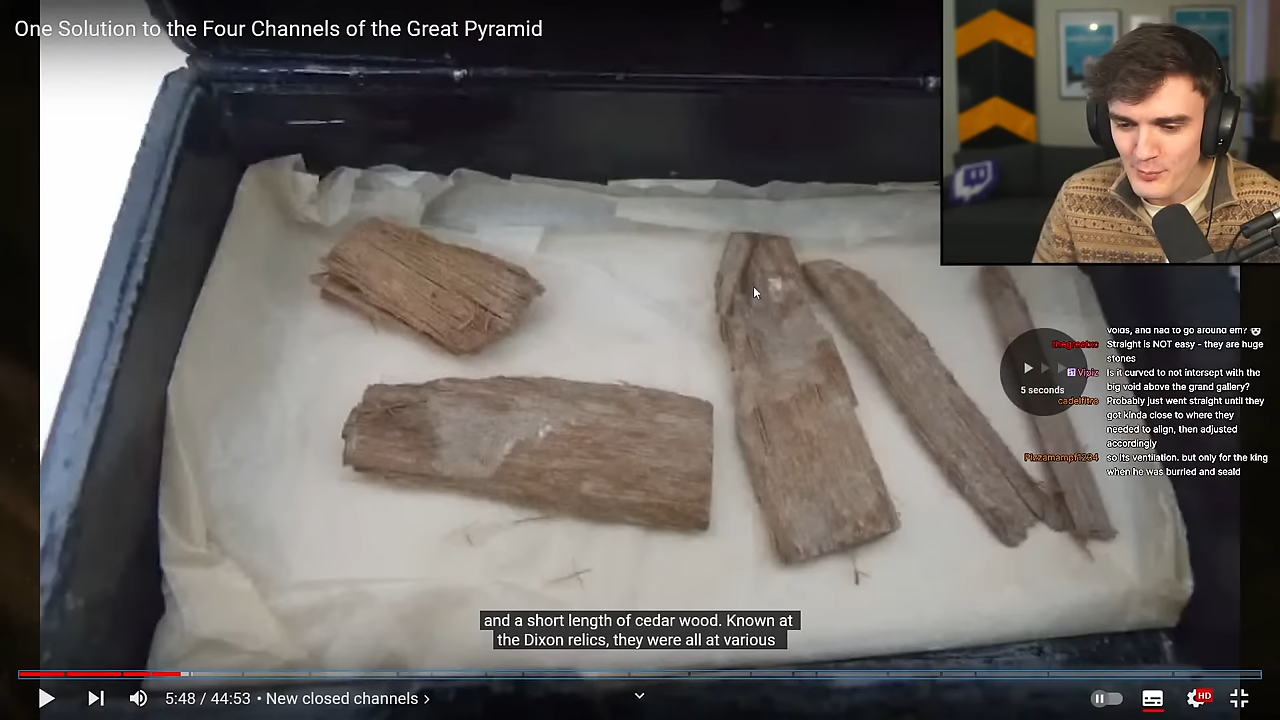 One Solution to the Four Channels of the Great Pyramid
voids, and had to go around em?
thegreatxc Straight is NOT easy - they are huge
stones
Vipiz Is it curved to not intersept with the
big void above the grand gallery?
5 seconds
Probably just went straight until they
got kinda close to where they
needed to align, then adjusted
accordingly
Pizzamampf1234 so its ventilation. but only for the king
when he was burried and seald
and a short length of cedar wood. Known at
the Dixon relics, they were all at various
5:48 / 44:53 • New closed channels ›
HD